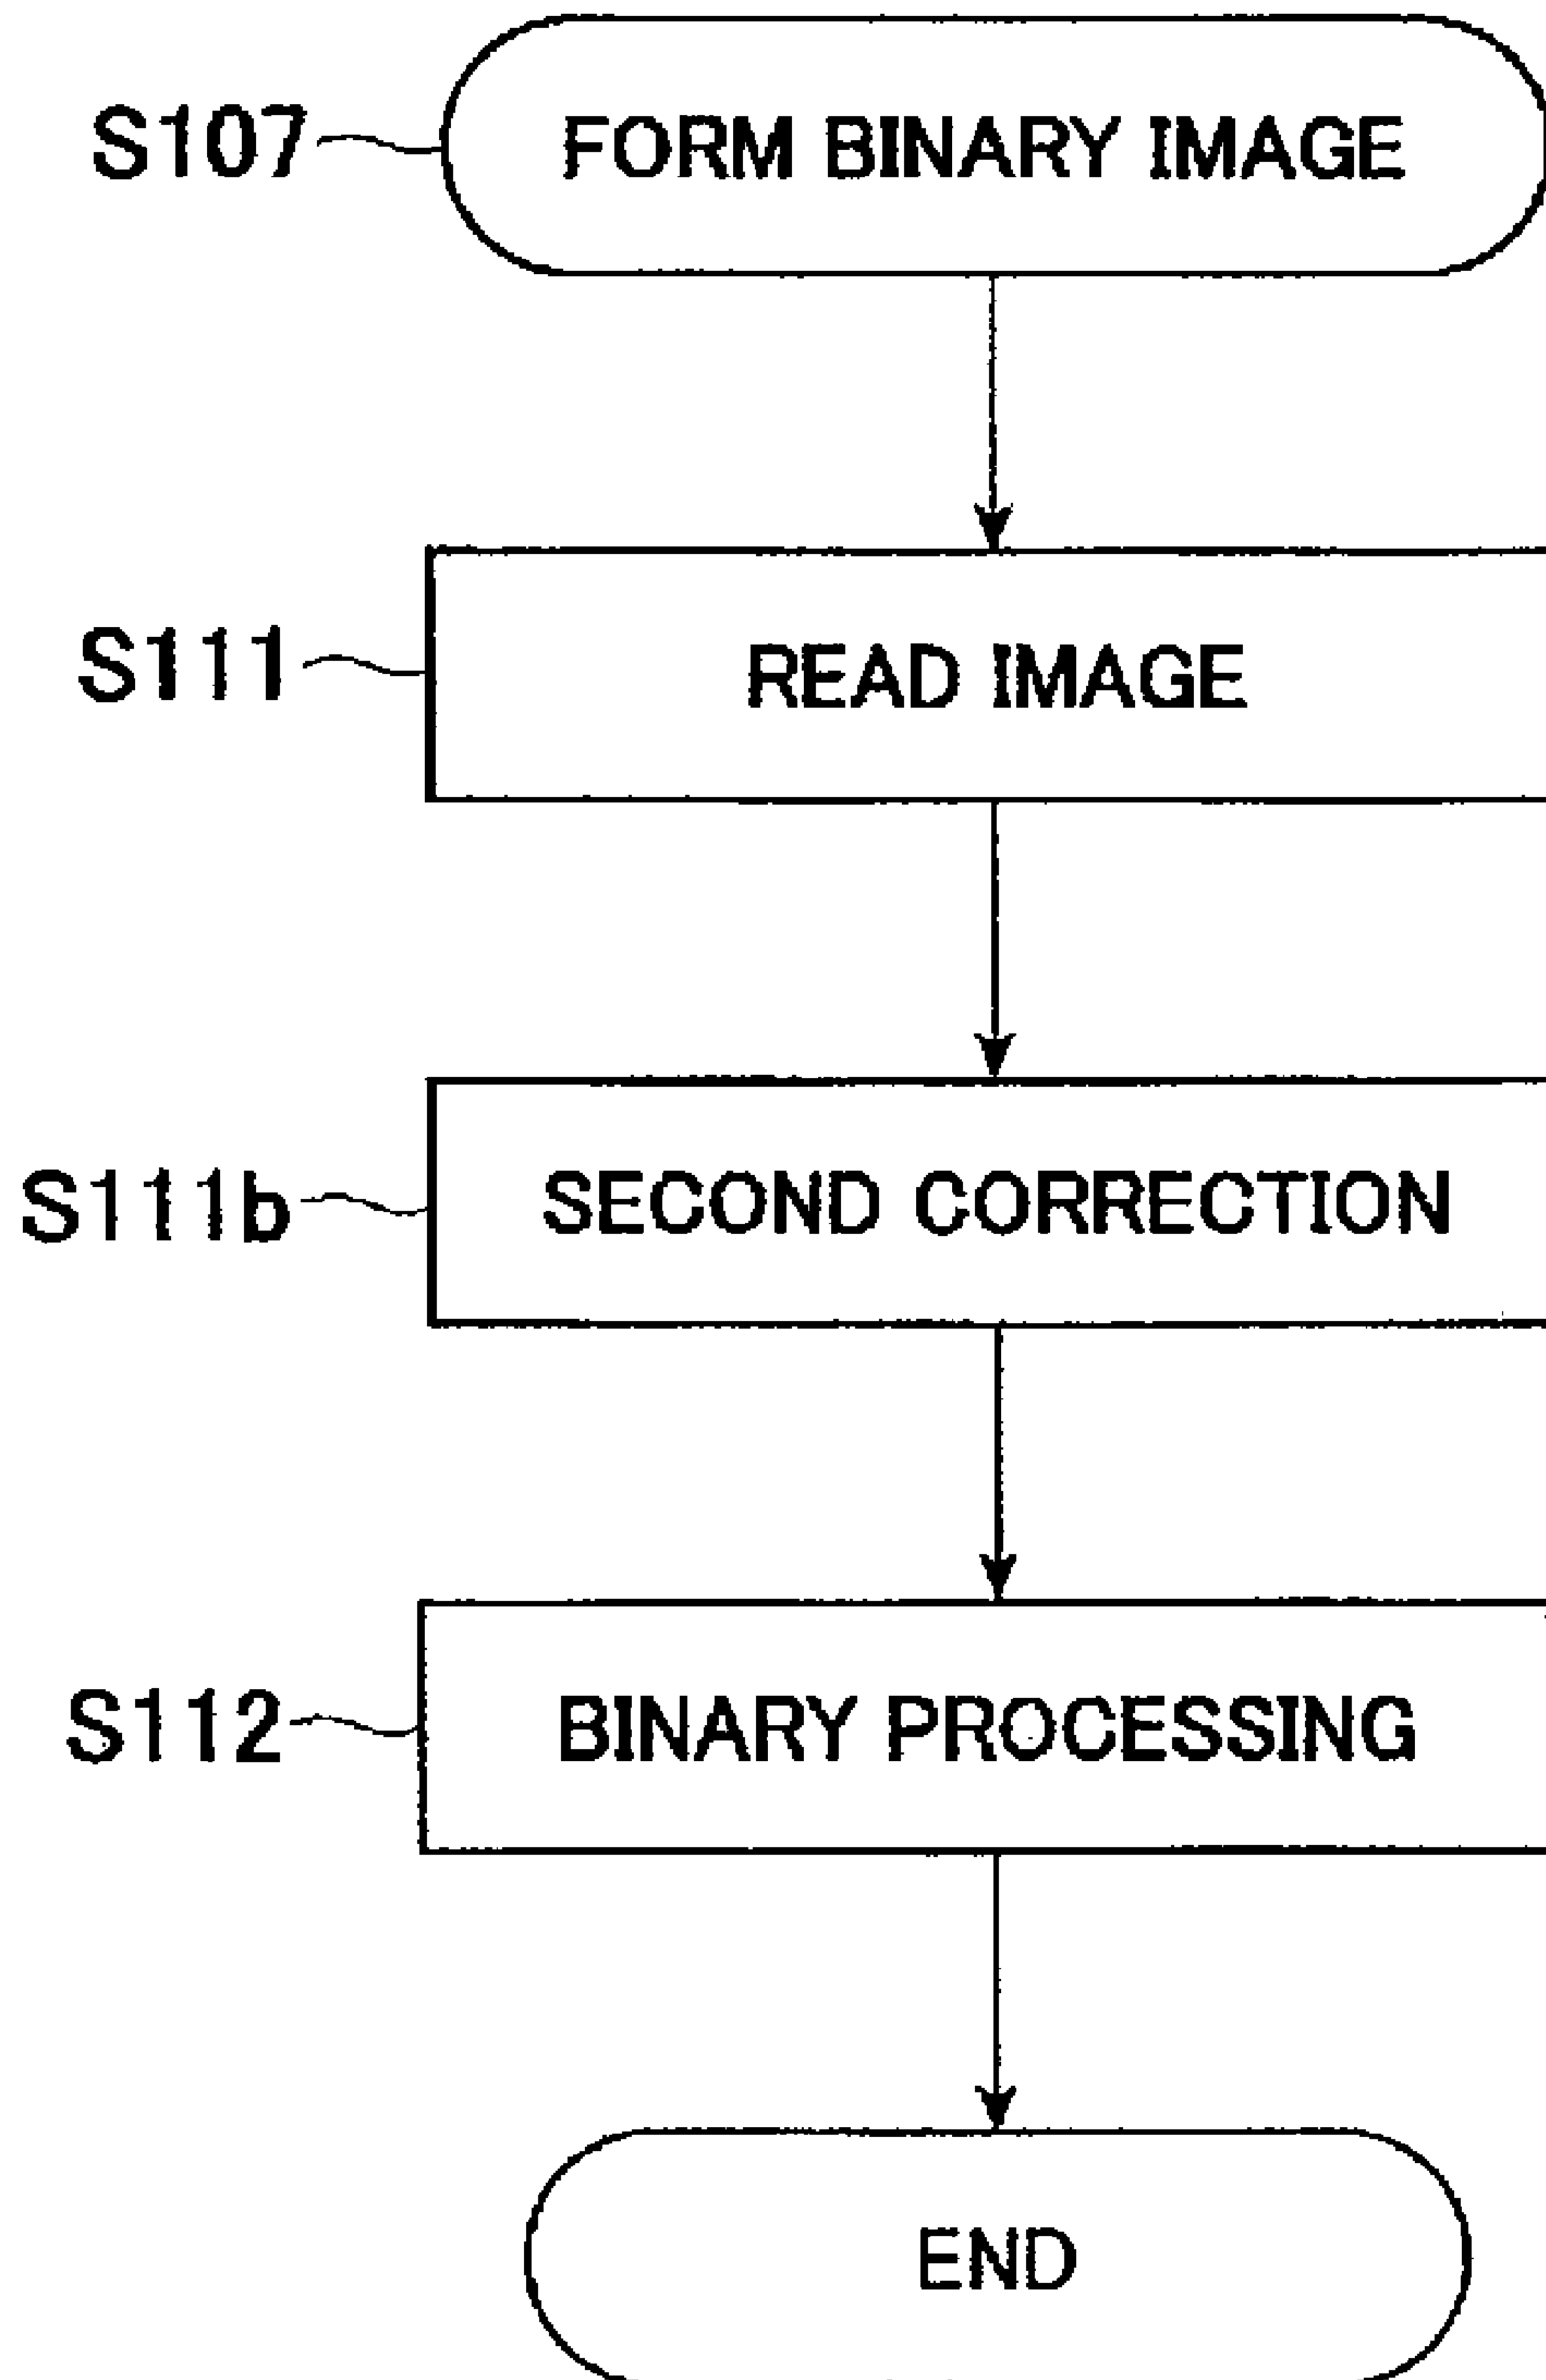 S107 FORM BINARY IMAGE
S111 READ IMAGE
S111b SECOND CORRECTION
S112 BINARY PROCESSING
END